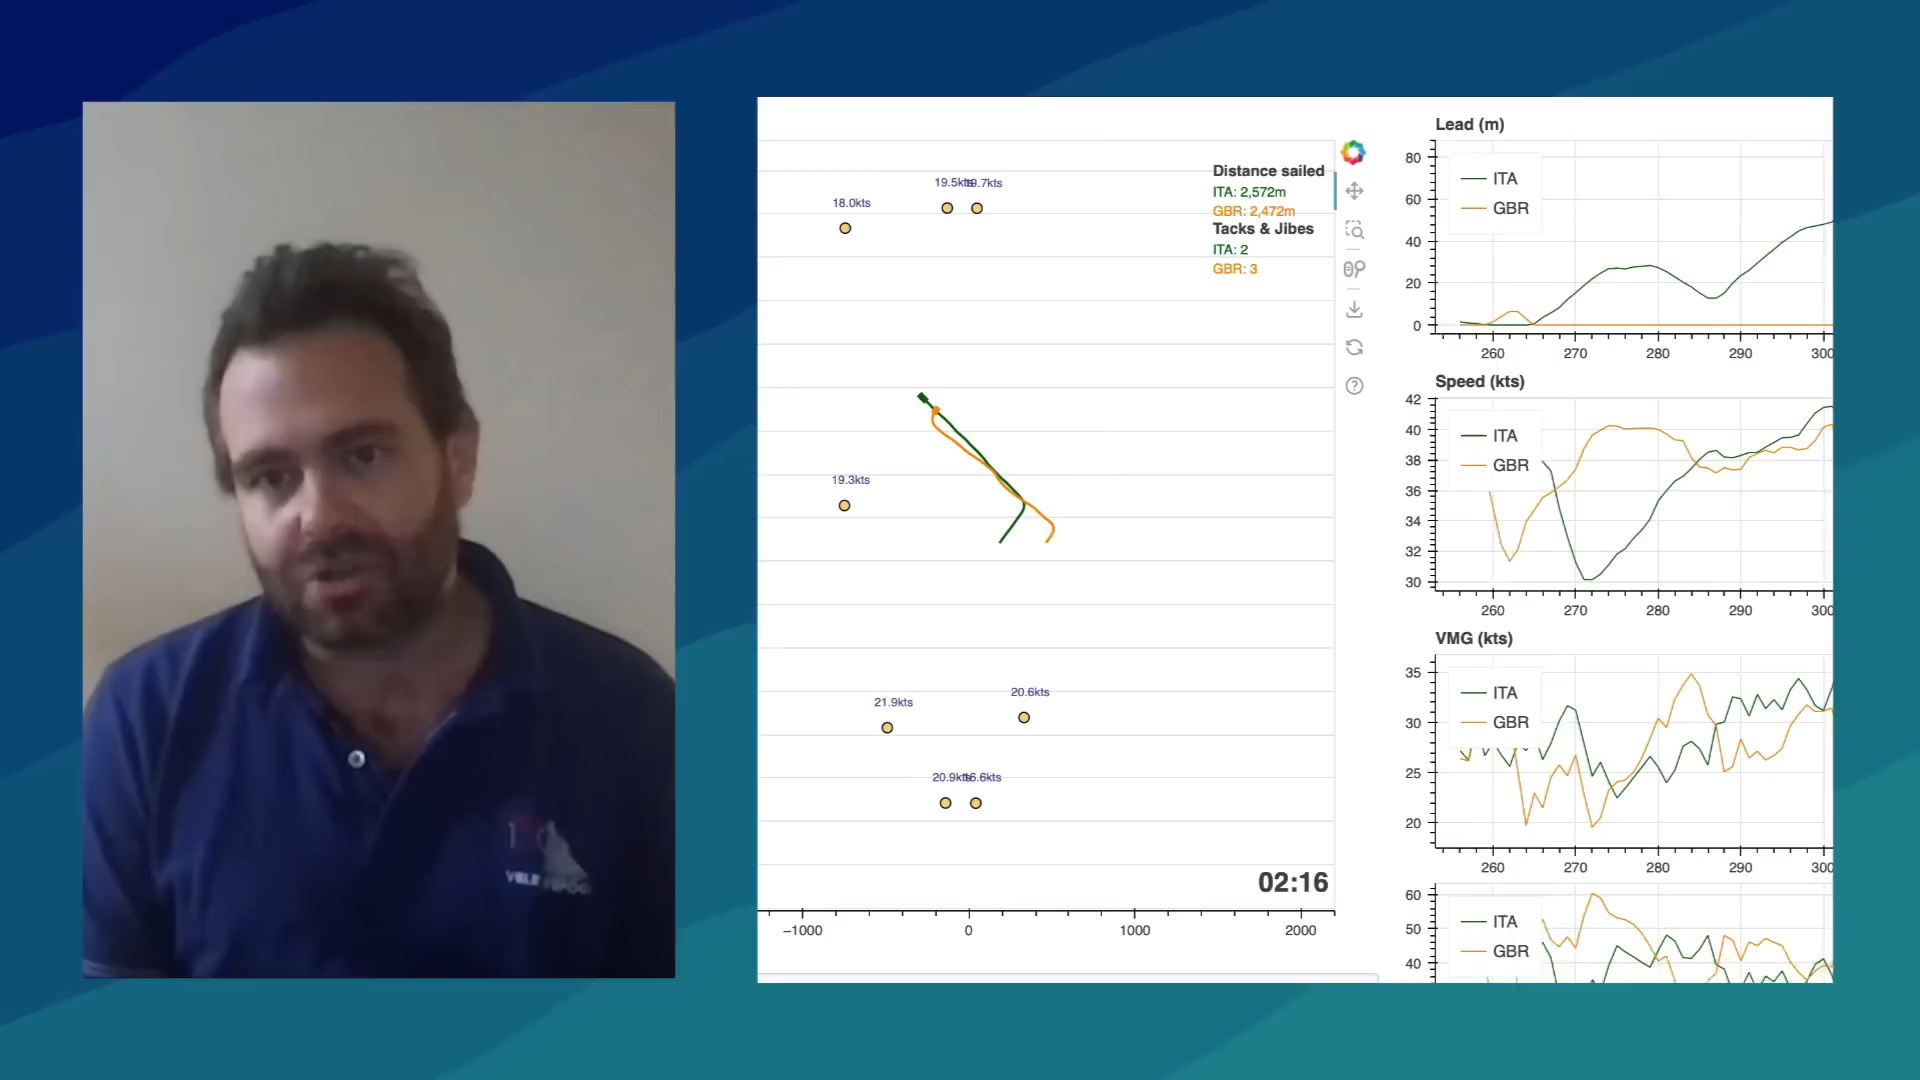 19.5kts
19.7kts
18.0kts
Distance sailed
ITA: 2,572m
GBR: 2,472m
Tacks & Jibes
ITA: 2
GBR: 3
19.3kts
20.6kts
21.9kts
20.9kts
16.6kts
02:16
−1000 0 1000 2000
Lead (m)
ITA
GBR
80
60
40
20
0
260 270 280 290 300
Speed (kts)
ITA
GBR
42
40
38
36
34
32
30
260 270 280 290 300
VMG (kts)
ITA
GBR
35
30
25
20
260 270 280 290 300
ITA
GBR
60
50
40